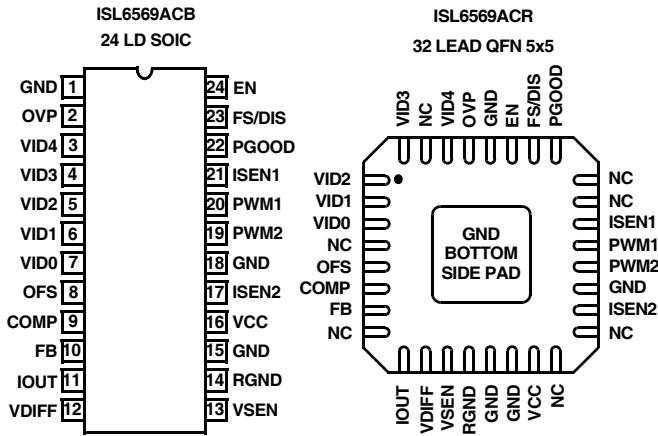 ISL6569ACB
24 LD SOIC
GND 1
OVP 2
VID4 3
VID3 4
VID2 5
VID1 6
VID0 7
OFS 8
COMP 9
FB 10
IOUT 11
VDIFF 12
24 EN
23 FS/DIS
22 PGOOD
21 ISEN1
20 PWM1
19 PWM2
18 GND
17 ISEN2
16 VCC
15 GND
14 RGND
13 VSEN
ISL6569ACR
32 LEAD QFN 5x5
VID3
NC
VID4
OVP
GND
EN
FS/DIS
PGOOD
VID2
VID1
VID0
NC
OFS
COMP
FB
NC
GND
BOTTOM
SIDE PAD
NC
NC
ISEN1
PWM1
PWM2
GND
ISEN2
NC
IOUT
VDIFF
VSEN
RGND
GND
GND
VCC
NC